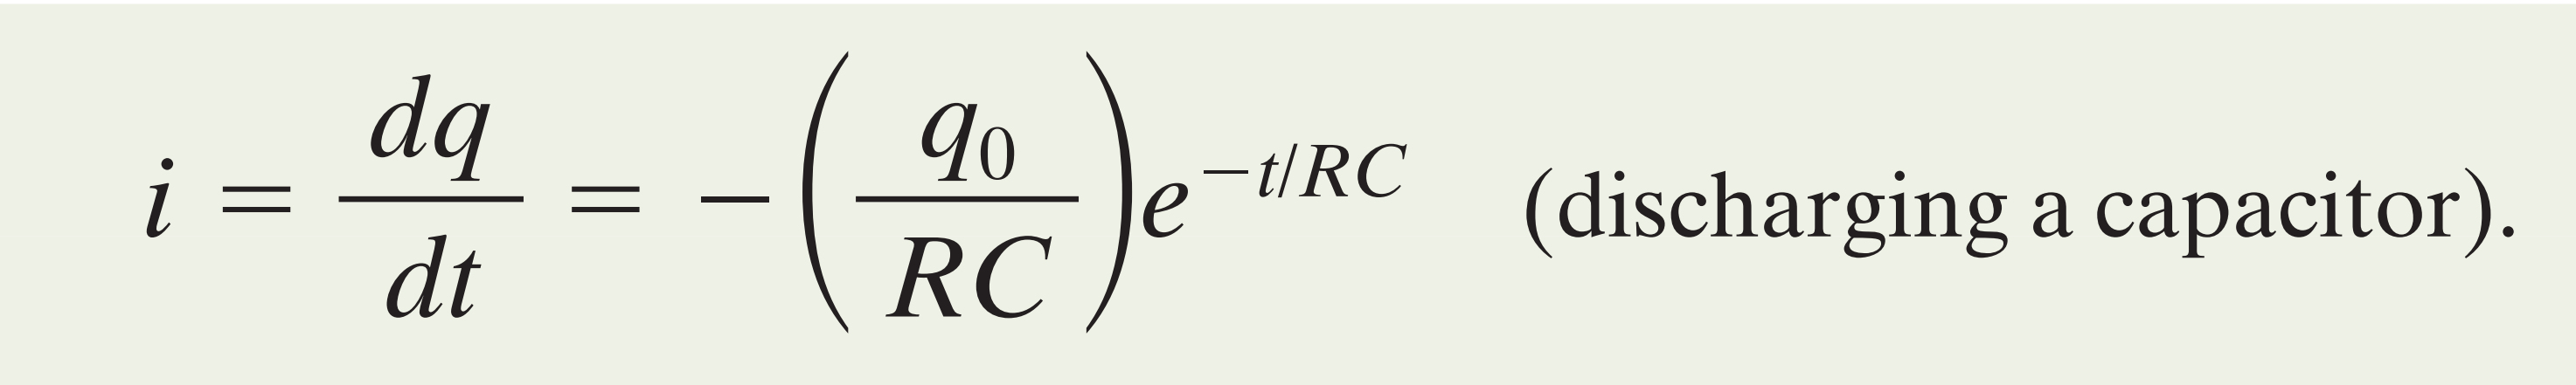 i = dq/dt = −(q₀/RC)e^{−t/RC} (discharging a capacitor).